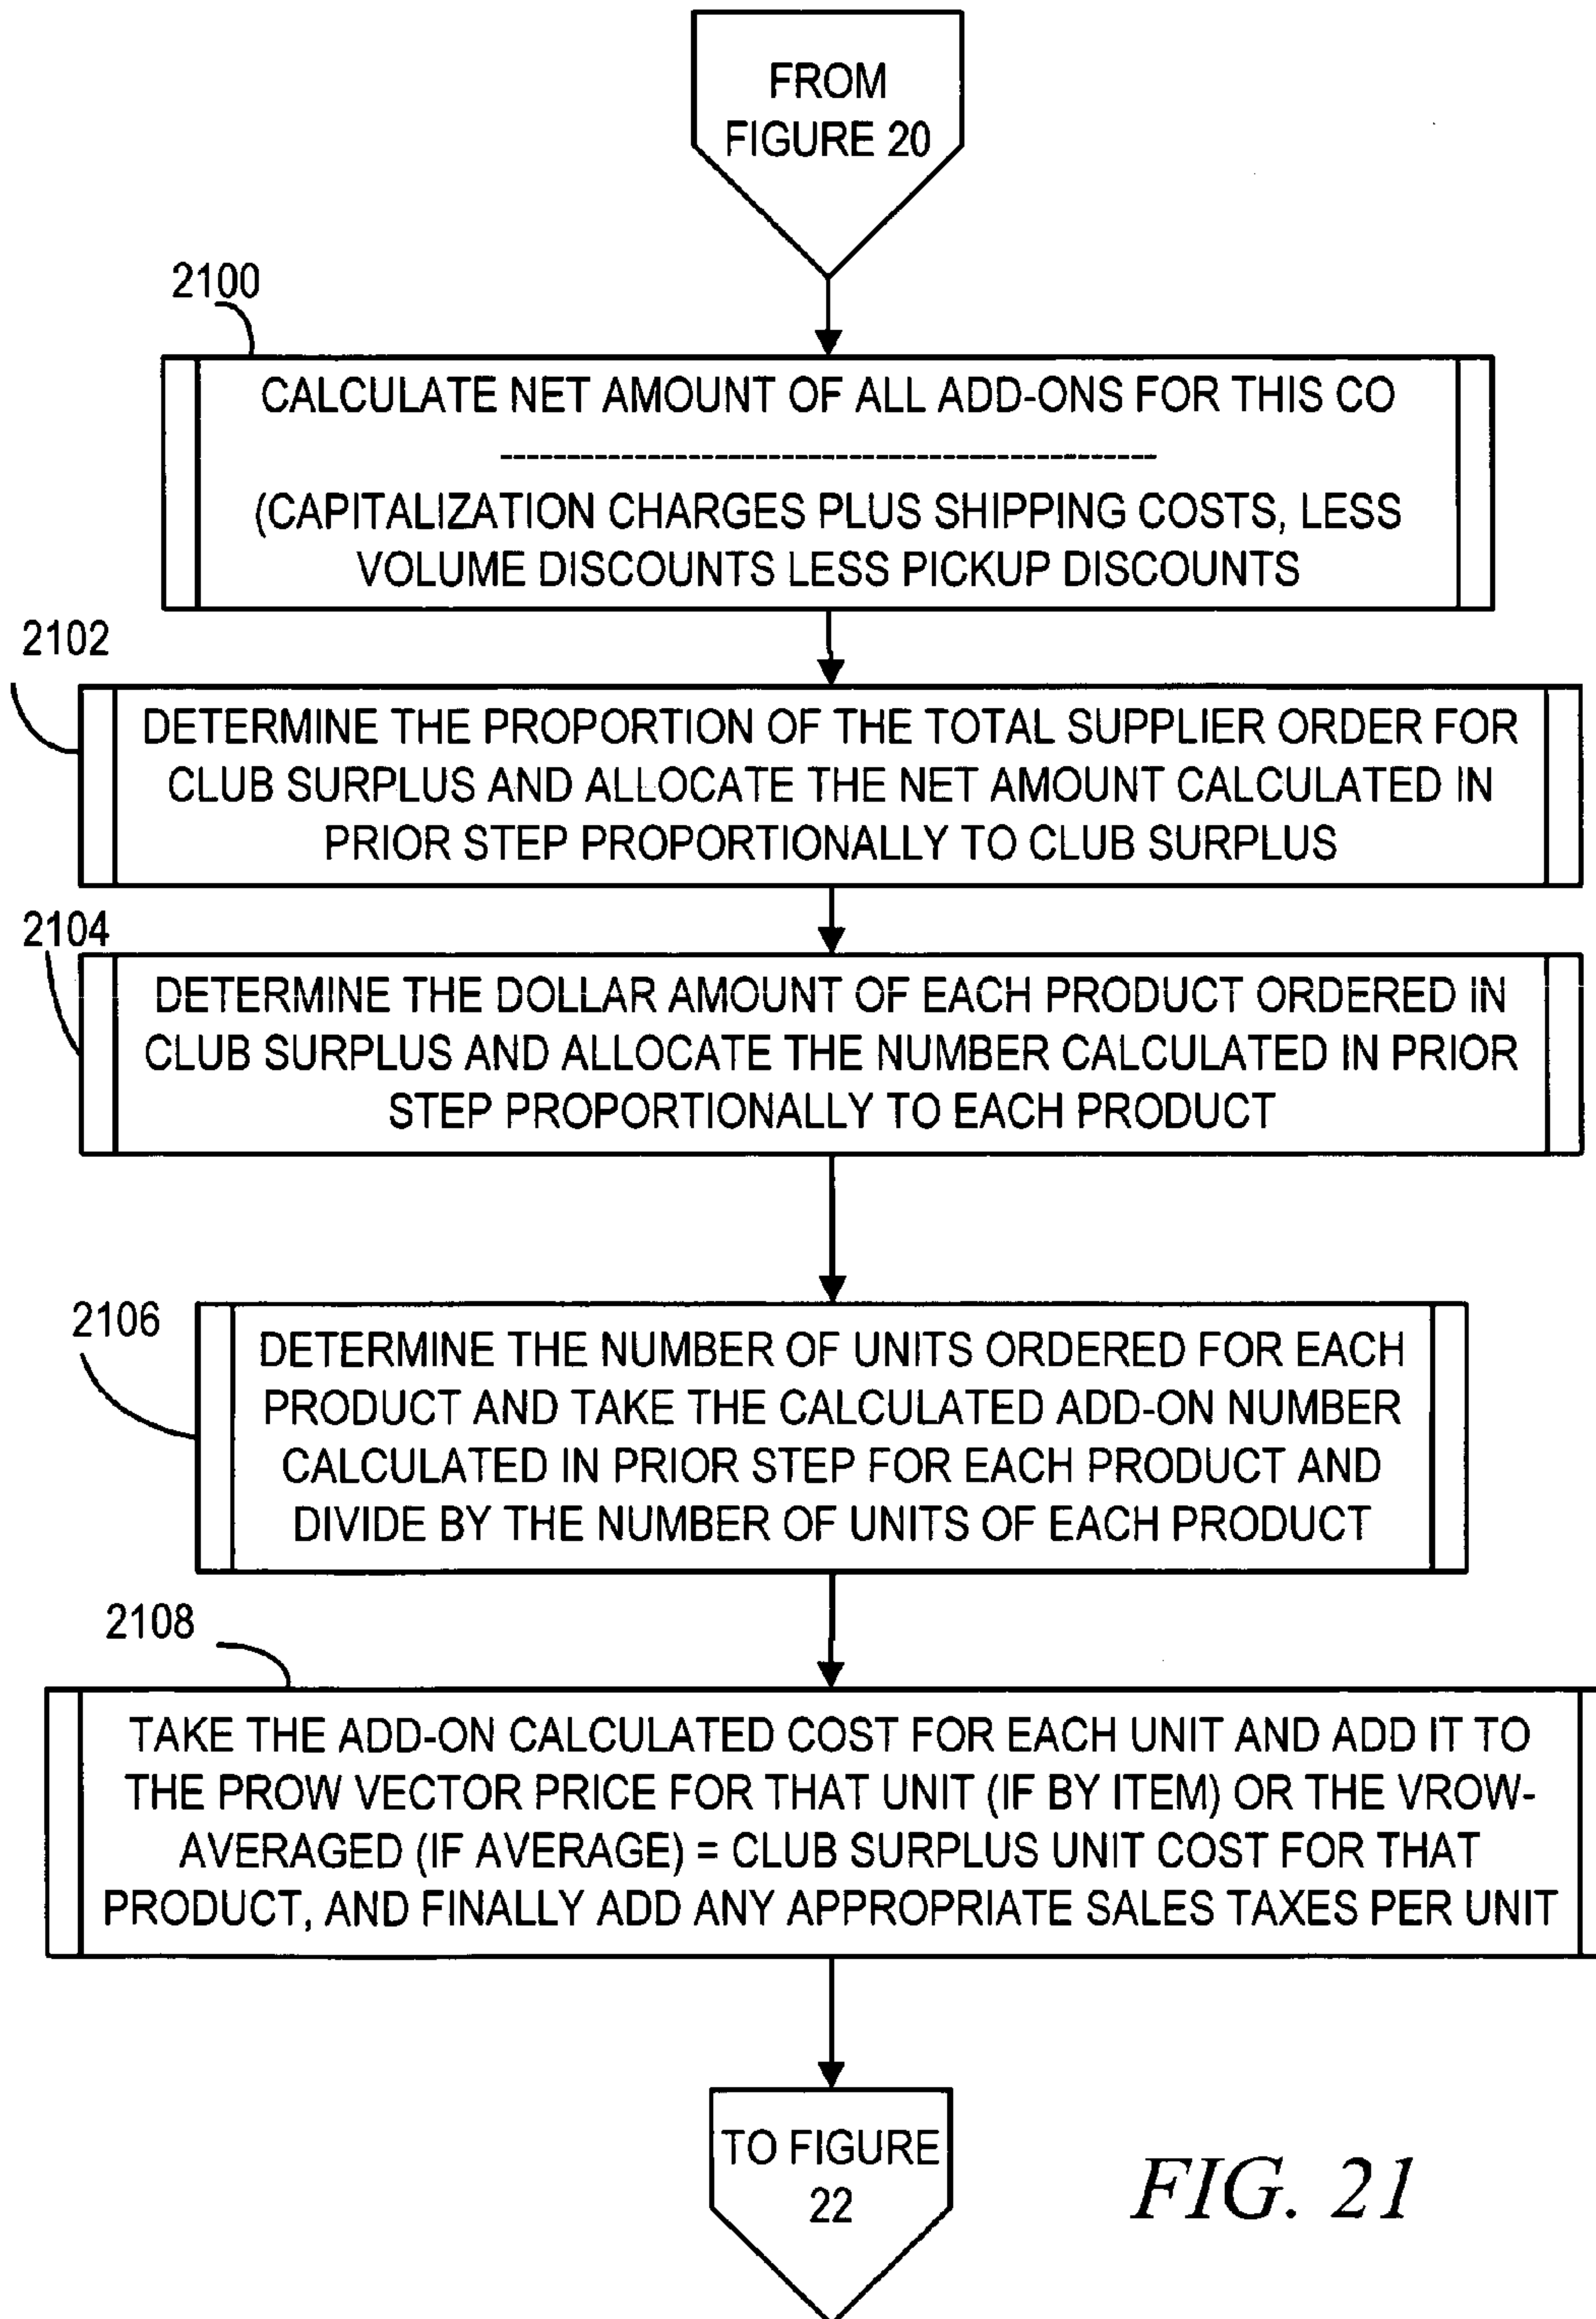 FROM
FIGURE 20
2100
CALCULATE NET AMOUNT OF ALL ADD-ONS FOR THIS CO
------------------------------------------------
(CAPITALIZATION CHARGES PLUS SHIPPING COSTS, LESS
VOLUME DISCOUNTS LESS PICKUP DISCOUNTS
2102
DETERMINE THE PROPORTION OF THE TOTAL SUPPLIER ORDER FOR
CLUB SURPLUS AND ALLOCATE THE NET AMOUNT CALCULATED IN
PRIOR STEP PROPORTIONALLY TO CLUB SURPLUS
2104
DETERMINE THE DOLLAR AMOUNT OF EACH PRODUCT ORDERED IN
CLUB SURPLUS AND ALLOCATE THE NUMBER CALCULATED IN PRIOR
STEP PROPORTIONALLY TO EACH PRODUCT
2106
DETERMINE THE NUMBER OF UNITS ORDERED FOR EACH
PRODUCT AND TAKE THE CALCULATED ADD-ON NUMBER
CALCULATED IN PRIOR STEP FOR EACH PRODUCT AND
DIVIDE BY THE NUMBER OF UNITS OF EACH PRODUCT
2108
TAKE THE ADD-ON CALCULATED COST FOR EACH UNIT AND ADD IT TO
THE PROW VECTOR PRICE FOR THAT UNIT (IF BY ITEM) OR THE VROW-
AVERAGED (IF AVERAGE) = CLUB SURPLUS UNIT COST FOR THAT
PRODUCT, AND FINALLY ADD ANY APPROPRIATE SALES TAXES PER UNIT
TO FIGURE
22
FIG. 21